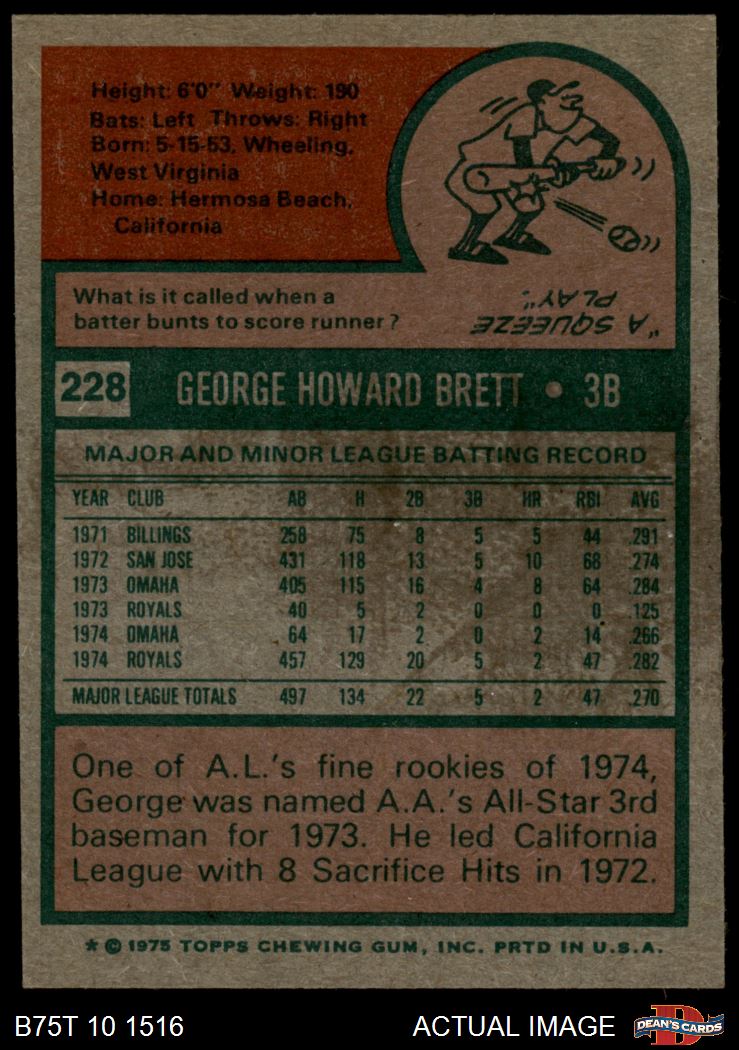 Height: 6'0" Weight: 190
Bats: Left Throws: Right
Born: 5-15-53, Wheeling,
West Virginia
Home: Hermosa Beach,
California
What is it called when a
batter bunts to score runner?
"A SQUEEZE
PLAY".
228 GEORGE HOWARD BRETT • 3B
MAJOR AND MINOR LEAGUE BATTING RECORD
YEAR CLUB AB H 2B 3B HR RBI AVG
1971 BILLINGS 258 75 8 5 5 44 .291
1972 SAN JOSE 431 118 13 5 10 68 .274
1973 OMAHA 405 115 16 4 8 64 .284
1973 ROYALS 40 5 2 0 0 0 .125
1974 OMAHA 64 17 2 0 2 14 .266
1974 ROYALS 457 129 20 5 2 47 .282
MAJOR LEAGUE TOTALS 497 134 22 5 2 47 .270
One of A.L.'s fine rookies of 1974,
George was named A.A.'s All-Star 3rd
baseman for 1973. He led California
League with 8 Sacrifice Hits in 1972.
* © 1975 TOPPS CHEWING GUM, INC. PRTD IN U.S.A.
B75T 10 1516 ACTUAL IMAGE D DEAN'S CARDS